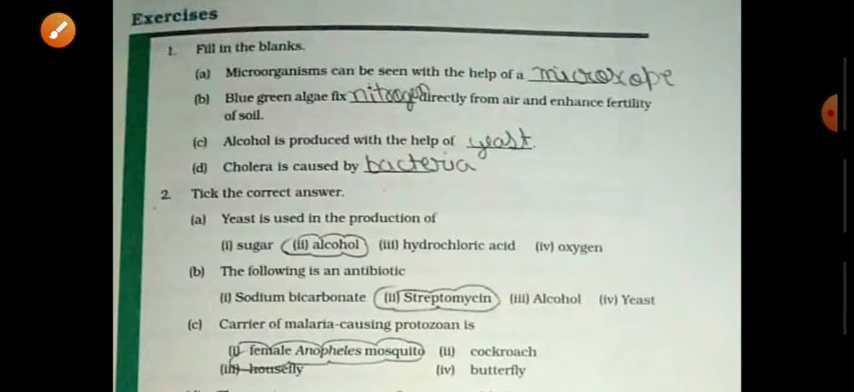 Exercises
1. Fill in the blanks.
(a) Microorganisms can be seen with the help of a microxope
(b) Blue green algae fix nitrogen directly from air and enhance fertility
of soil.
(c) Alcohol is produced with the help of yeast.
(d) Cholera is caused by bacteria
2. Tick the correct answer.
(a) Yeast is used in the production of
(i) sugar (ii) alcohol (iii) hydrochloric acid (iv) oxygen
(b) The following is an antibiotic
(i) Sodium bicarbonate (ii) Streptomycin (iii) Alcohol (iv) Yeast
(c) Carrier of malaria-causing protozoan is
(i) female Anopheles mosquito (ii) cockroach
(iii) housefly (iv) butterfly